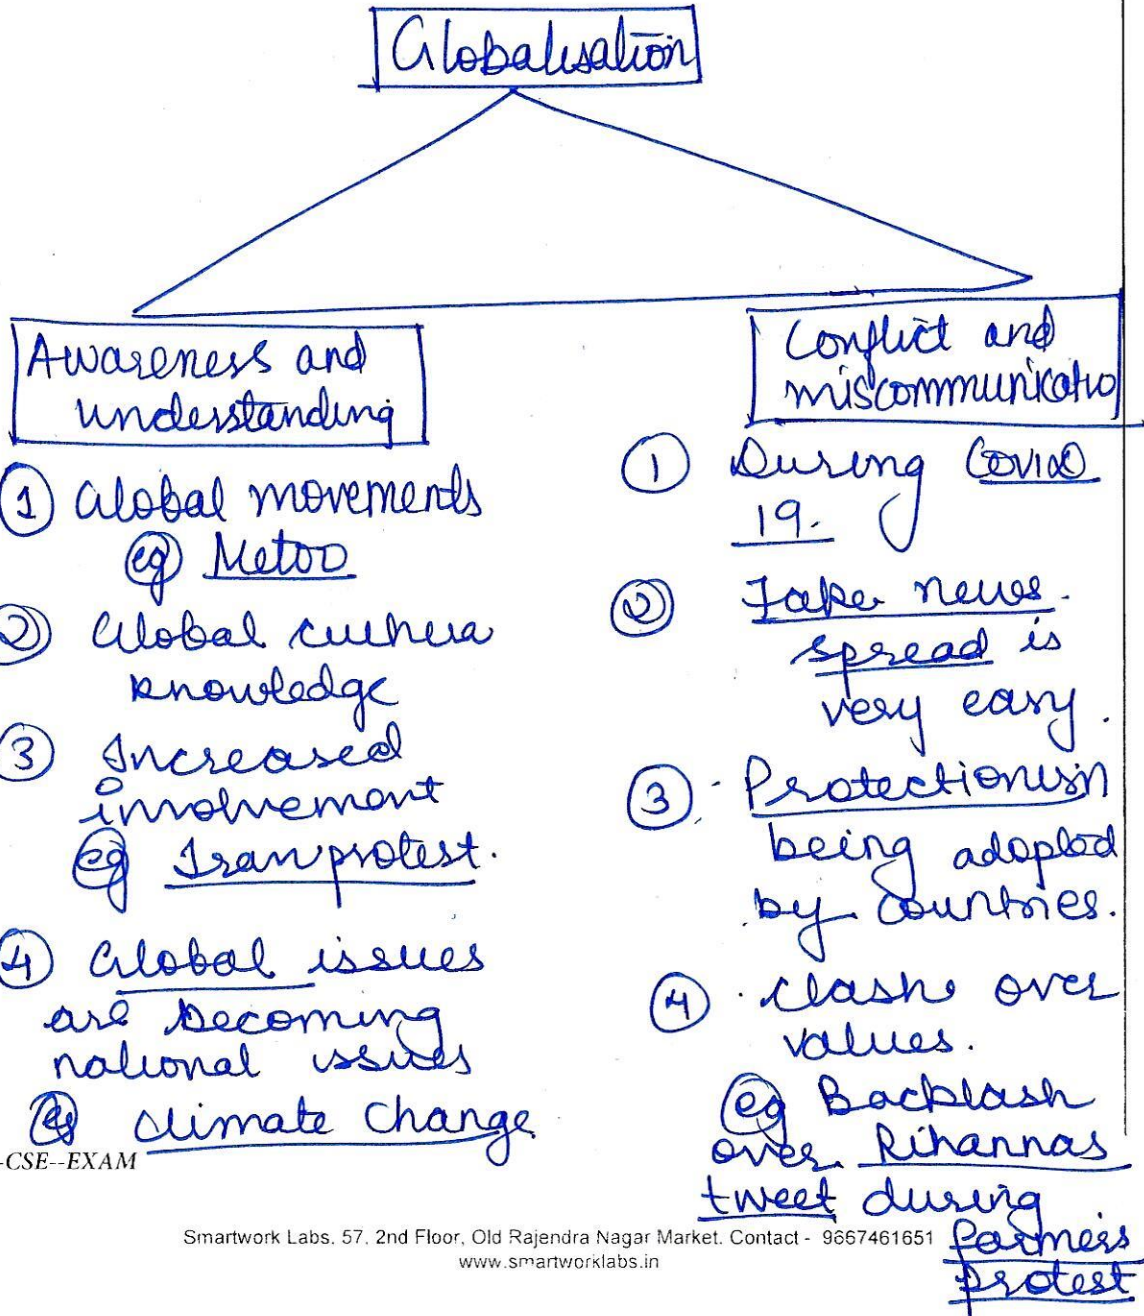 Globalisation
Awareness and
understanding
① Global movements
eg Metoo
② Global cultura
knowledge
③ Increased
involvement
eg Iran protest.
④ Global issues
are becoming
national issues
eg climate change
-CSE--EXAM
Conflict and
miscommunicatio
① During Covid
19.
② Fake news.
spread is
very easy.
③ Protectionism
being adopted
by countries.
④ clash over
values.
eg Backlash
over Rihannas
tweet during
farmers
protest
Smartwork Labs, 57, 2nd Floor, Old Rajendra Nagar Market. Contact - 9667461651
www.smartworklabs.in